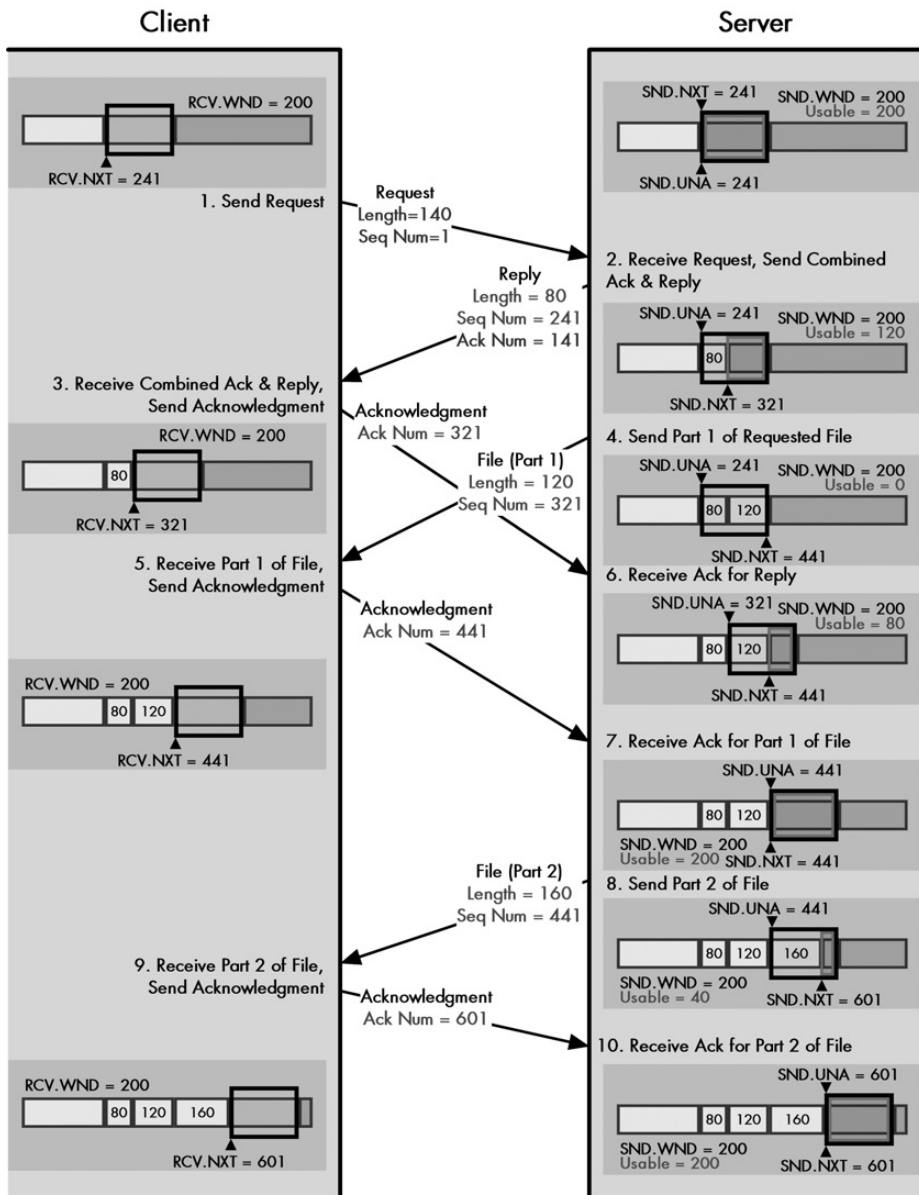 Client
Server
RCV.WND = 200
RCV.NXT = 241
SND.NXT = 241
SND.WND = 200
Usable = 200
SND.UNA = 241
1. Send Request
Request
Length=140
Seq Num=1
2. Receive Request, Send Combined
Ack & Reply
Reply
Length = 80
Seq Num = 241
Ack Num = 141
SND.UNA = 241
SND.WND = 200
Usable = 120
80
SND.NXT = 321
3. Receive Combined Ack & Reply,
Send Acknowledgment
Acknowledgment
Ack Num = 321
RCV.WND = 200
80
RCV.NXT = 321
4. Send Part 1 of Requested File
File (Part 1)
Length = 120
Seq Num = 321
SND.UNA = 241
SND.WND = 200
Usable = 0
80
120
SND.NXT = 441
5. Receive Part 1 of File,
Send Acknowledgment
Acknowledgment
Ack Num = 441
6. Receive Ack for Reply
SND.UNA = 321
SND.WND = 200
Usable = 80
80
120
SND.NXT = 441
RCV.WND = 200
80
120
RCV.NXT = 441
7. Receive Ack for Part 1 of File
SND.UNA = 441
80
120
SND.WND = 200
Usable = 200
SND.NXT = 441
8. Send Part 2 of File
File (Part 2)
Length = 160
Seq Num = 441
SND.UNA = 441
80
120
160
SND.WND = 200
Usable = 40
SND.NXT = 601
9. Receive Part 2 of File,
Send Acknowledgment
Acknowledgment
Ack Num = 601
10. Receive Ack for Part 2 of File
RCV.WND = 200
80
120
160
RCV.NXT = 601
SND.UNA = 601
80
120
160
SND.WND = 200
Usable = 200
SND.NXT = 601